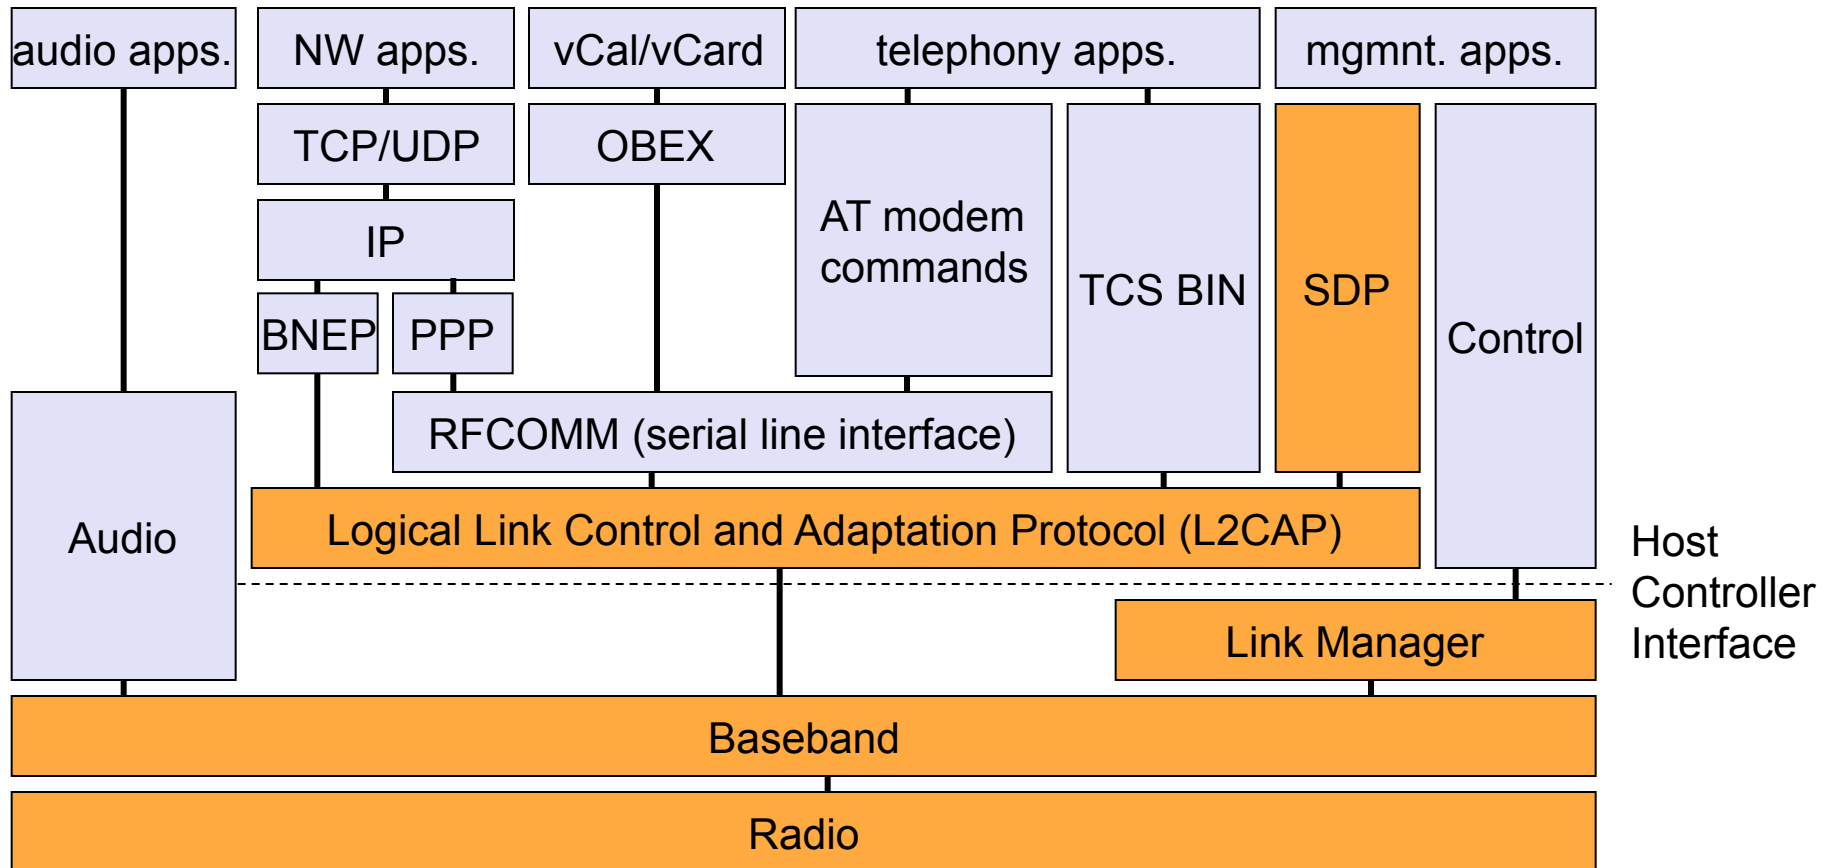 audio apps.
NW apps.
vCal/vCard
telephony apps.
mgmnt. apps.
TCP/UDP
OBEX
AT modem
commands
TCS BIN
SDP
Control
IP
BNEP
PPP
RFCOMM (serial line interface)
Audio
Logical Link Control and Adaptation Protocol (L2CAP)
Host
Controller
Interface
Link Manager
Baseband
Radio